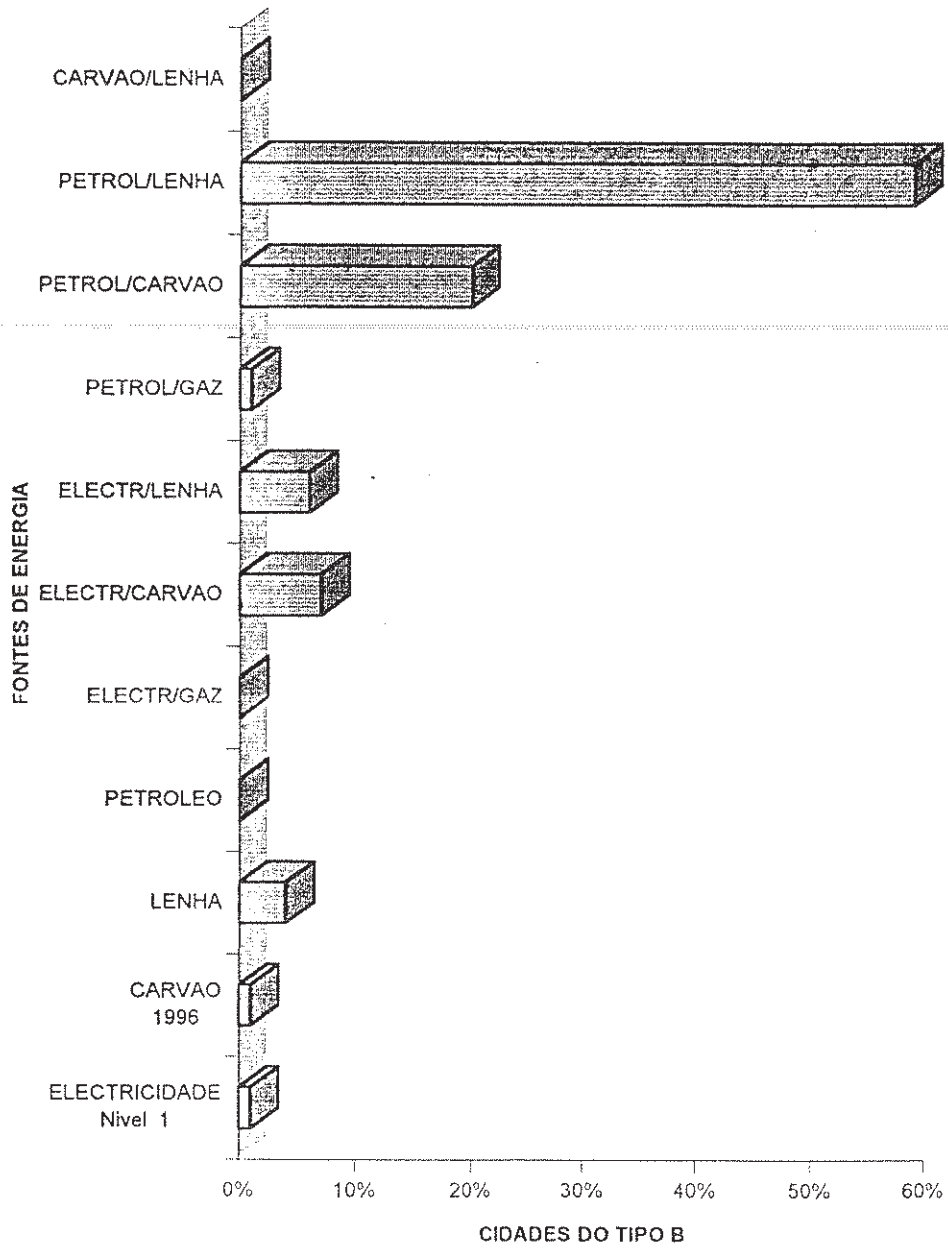 CARVAO/LENHA
PETROL/LENHA
PETROL/CARVAO
PETROL/GAZ
ELECTR/LENHA
ELECTR/CARVAO
ELECTR/GAZ
PETROLEO
LENHA
CARVAO
1996
ELECTRICIDADE
Nivel 1
FONTES DE ENERGIA
0% 10% 20% 30% 40% 50% 60%
CIDADES DO TIPO B